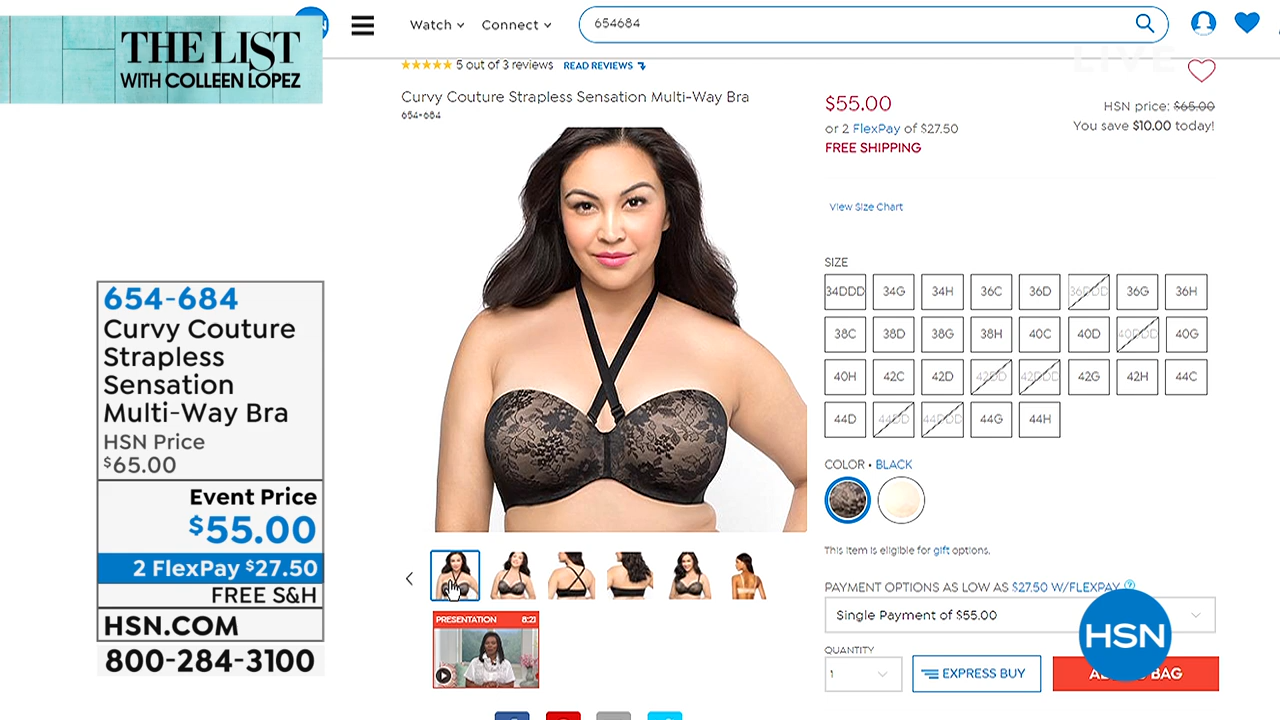 THE LIST
WITH COLLEEN LOPEZ
Watch
Connect
654684
LIVE
5 out of 3 reviews READ REVIEWS
Curvy Couture Strapless Sensation Multi-Way Bra
654-684
$55.00
or 2 FlexPay of $27.50
FREE SHIPPING
HSN price: $65.00
You save $10.00 today!
View Size Chart
SIZE
34DDD 34G 34H 36C 36D 36DDD 36G 36H
38C 38D 38G 38H 40C 40D 40DDD 40G
40H 42C 42D 42DD 42DDD 42G 42H 44C
44D 44DD 44DDD 44G 44H
COLOR • BLACK
This item is eligible for gift options.
PAYMENT OPTIONS AS LOW AS $27.50 W/FLEXPAY ?
Single Payment of $55.00
QUANTITY
1
EXPRESS BUY
BAG
HSN
PRESENTATION 8:21
654-684
Curvy Couture
Strapless
Sensation
Multi-Way Bra
HSN Price
$65.00
Event Price
$55.00
2 FlexPay $27.50
FREE S&H
HSN.COM
800-284-3100